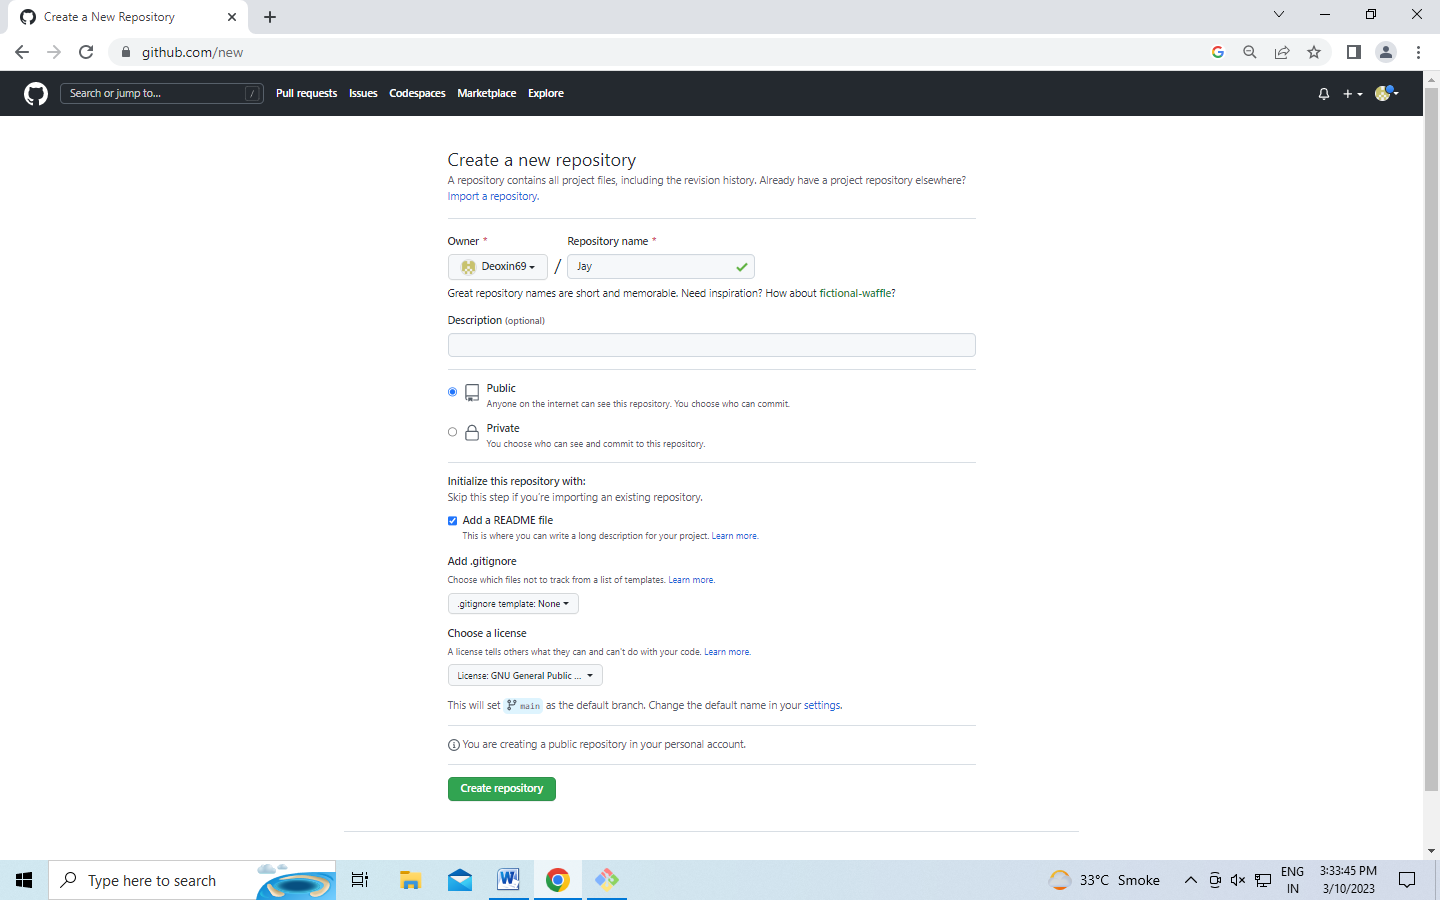 Create a New Repository
github.com/new
Search or jump to... /
Pull requests Issues Codespaces Marketplace Explore
Create a new repository
A repository contains all project files, including the revision history. Already have a project repository elsewhere?
Import a repository.
Owner * Repository name *
Deoxin69 / Jay
Great repository names are short and memorable. Need inspiration? How about fictional-waffle?
Description (optional)
Public
Anyone on the internet can see this repository. You choose who can commit.
Private
You choose who can see and commit to this repository.
Initialize this repository with:
Skip this step if you're importing an existing repository.
Add a README file
This is where you can write a long description for your project. Learn more.
Add .gitignore
Choose which files not to track from a list of templates. Learn more.
.gitignore template: None
Choose a license
A license tells others what they can and can't do with your code. Learn more.
License: GNU General Public ...
This will set main as the default branch. Change the default name in your settings.
You are creating a public repository in your personal account.
Create repository
Type here to search
33°C Smoke
ENG
IN
3:33:45 PM
3/10/2023